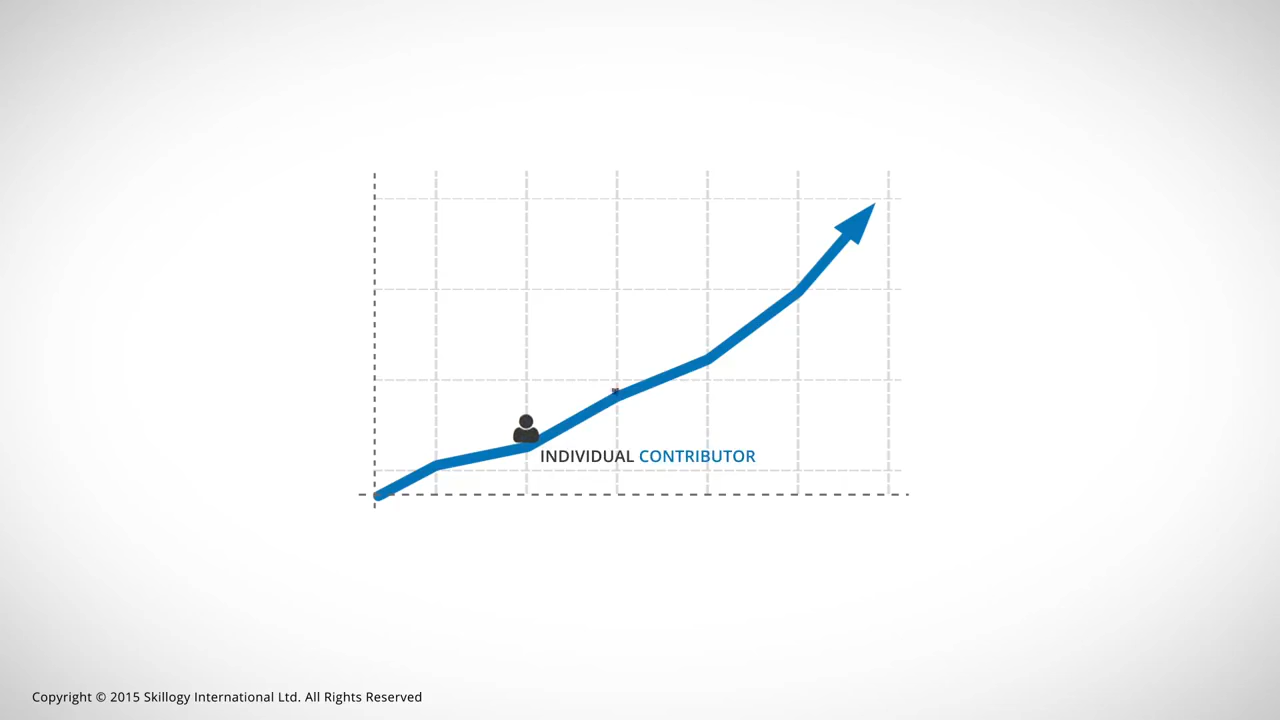 INDIVIDUAL CONTRIBUTOR
Copyright © 2015 Skillogy International Ltd. All Rights Reserved